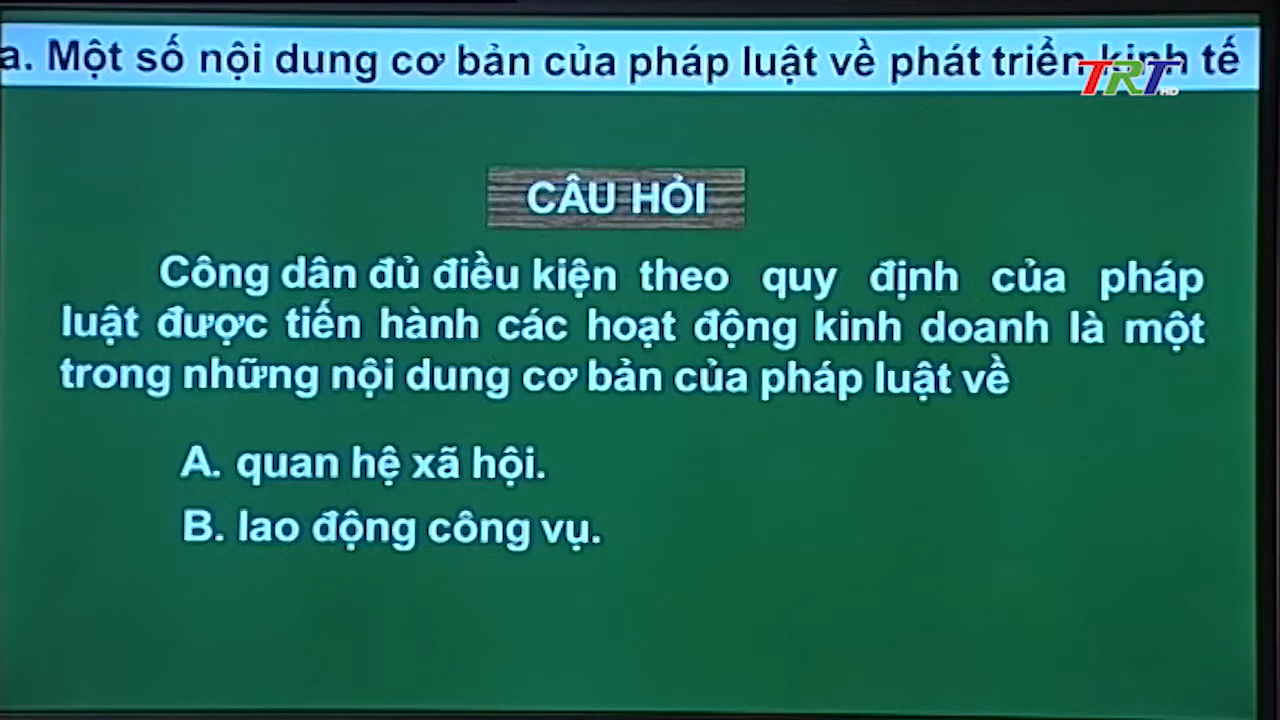 a. Một số nội dung cơ bản của pháp luật về phát triển kinh tế
TRT HD
CÂU HỎI
Công dân đủ điều kiện theo quy định của pháp
luật được tiến hành các hoạt động kinh doanh là một
trong những nội dung cơ bản của pháp luật về
A. quan hệ xã hội.
B. lao động công vụ.